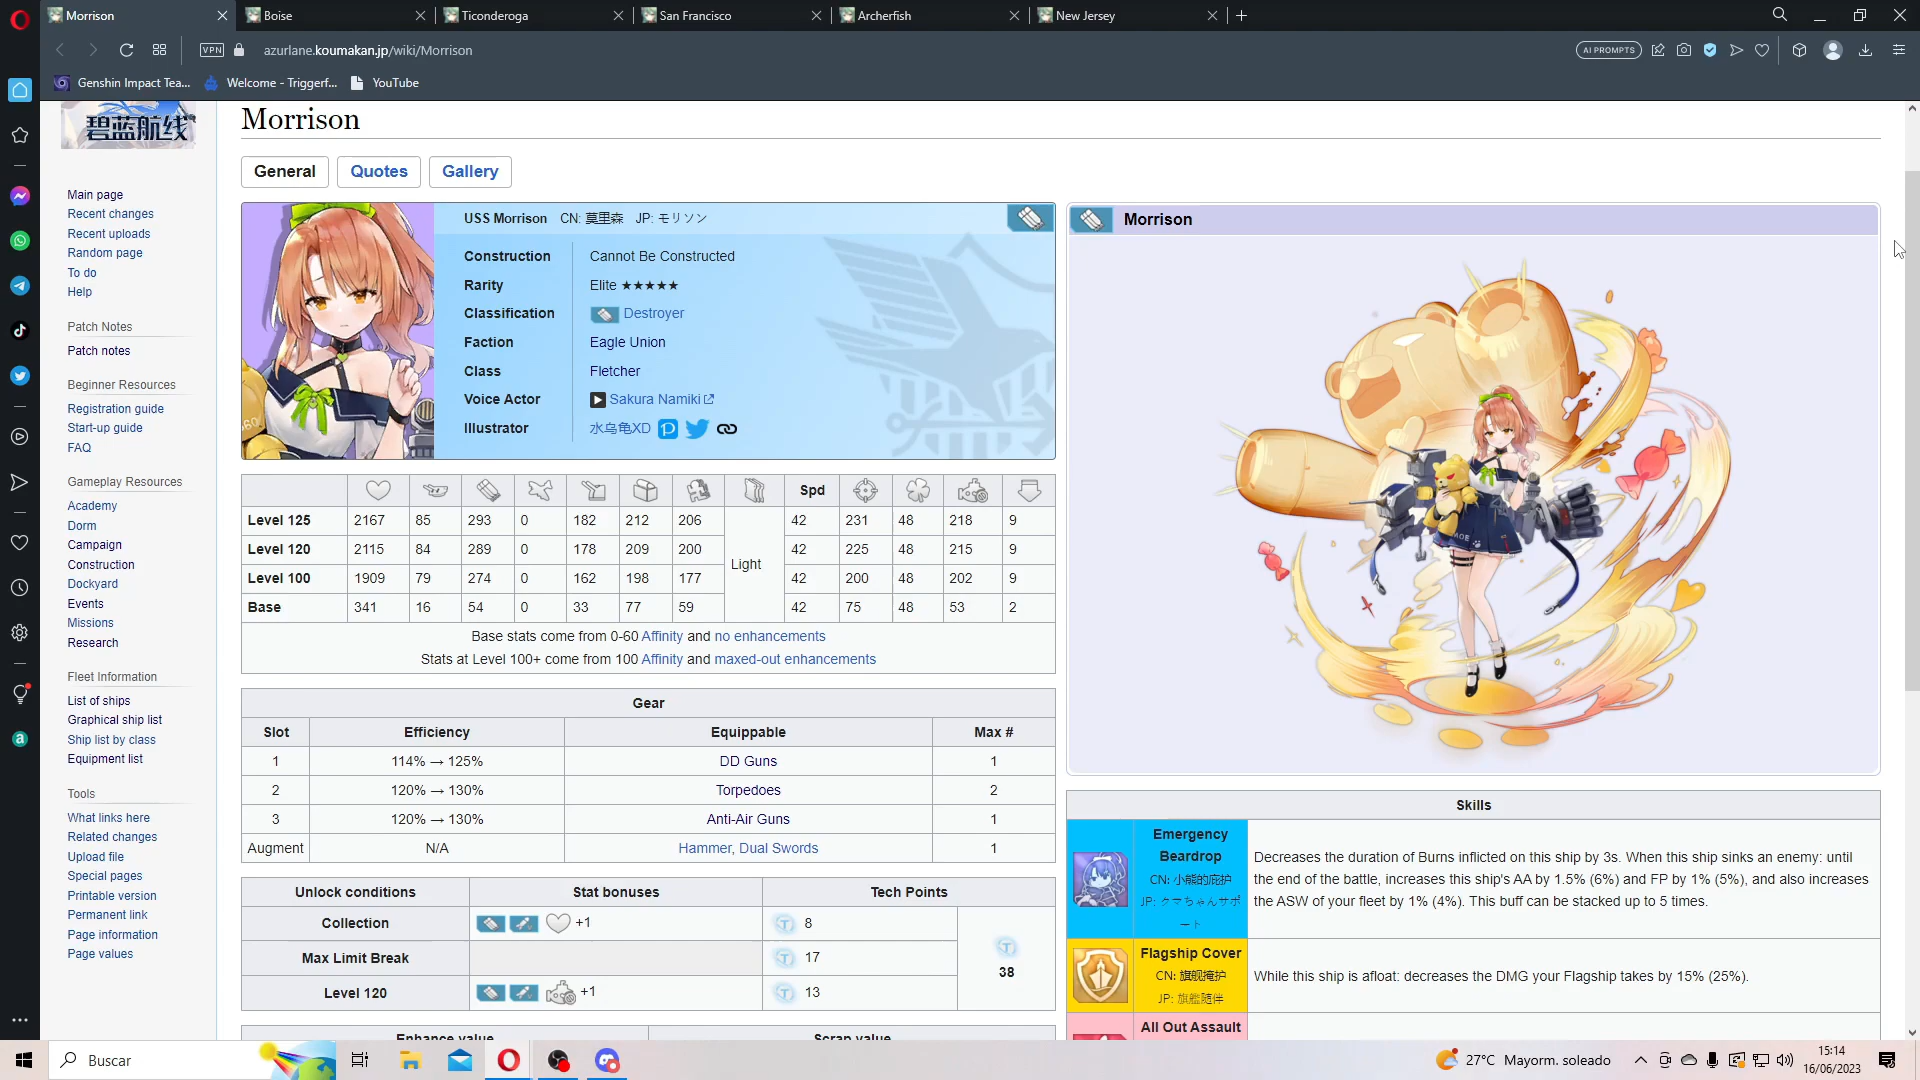 Morrison
Boise
Ticonderoga
San Francisco
Archerfish
New Jersey
VPN
azurlane.koumakan.jp/wiki/Morrison
AI PROMPTS
Genshin Impact Tea...
Welcome - Triggerf...
YouTube
碧蓝航线
Main page
Recent changes
Recent uploads
Random page
To do
Help
Patch Notes
Patch notes
Beginner Resources
Registration guide
Start-up guide
FAQ
Gameplay Resources
Academy
Dorm
Campaign
Construction
Dockyard
Events
Missions
Research
Fleet Information
List of ships
Graphical ship list
Ship list by class
Equipment list
Tools
What links here
Related changes
Upload file
Special pages
Printable version
Permanent link
Page information
Page values
Morrison
General
Quotes
Gallery
USS Morrison CN: 莫里森 JP: モリソン
Construction Cannot Be Constructed
Rarity Elite ★★★★★
Classification Destroyer
Faction Eagle Union
Class Fletcher
Voice Actor Sakura Namiki
Illustrator 水乌龟XD
Spd
Level 125 2167 85 293 0 182 212 206 42 231 48 218 9
Level 120 2115 84 289 0 178 209 200 42 225 48 215 9
Light
Level 100 1909 79 274 0 162 198 177 42 200 48 202 9
Base 341 16 54 0 33 77 59 42 75 48 53 2
Base stats come from 0-60 Affinity and no enhancements
Stats at Level 100+ come from 100 Affinity and maxed-out enhancements
Gear
Slot Efficiency Equippable Max #
1 114% → 125% DD Guns 1
2 120% → 130% Torpedoes 2
3 120% → 130% Anti-Air Guns 1
Augment N/A Hammer, Dual Swords 1
Unlock conditions Stat bonuses Tech Points
Collection +1 8
Max Limit Break 17
38
Level 120 +1 13
Enhance value Scrap value
Morrison
Skills
Emergency
Beardrop
CN: 小熊的庇护
JP: クマちゃんサポ
ート
Decreases the duration of Burns inflicted on this ship by 3s. When this ship sinks an enemy: until
the end of the battle, increases this ship's AA by 1.5% (6%) and FP by 1% (5%), and also increases
the ASW of your fleet by 1% (4%). This buff can be stacked up to 5 times.
Flagship Cover
CN: 旗舰掩护
JP: 旗艦随伴
While this ship is afloat: decreases the DMG your Flagship takes by 15% (25%).
All Out Assault
Buscar
27°C Mayorm. soleado
15:14
16/06/2023